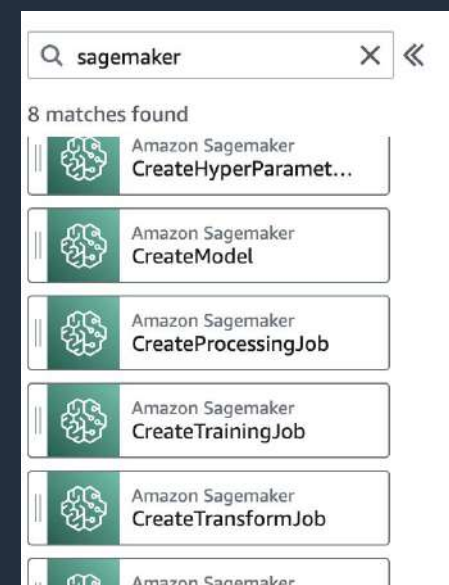 sagemaker
8 matches found
Amazon Sagemaker
CreateHyperParamet...
Amazon Sagemaker
CreateModel
Amazon Sagemaker
CreateProcessingJob
Amazon Sagemaker
CreateTrainingJob
Amazon Sagemaker
CreateTransformJob
Amazon Sagemaker